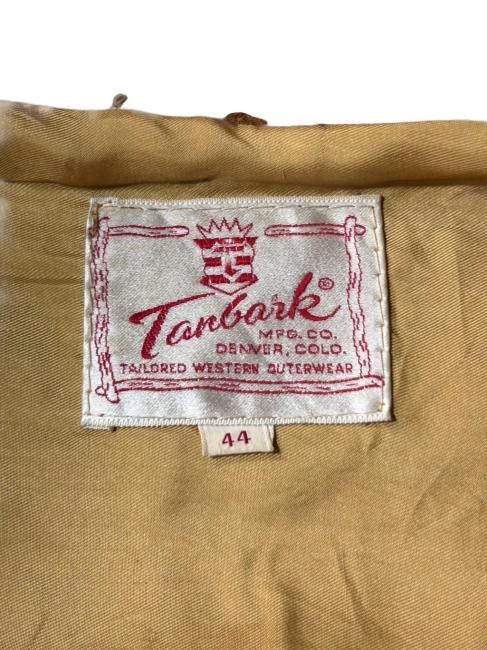 Tanbark®
MFG. CO.
DENVER, COLO.
TAILORED WESTERN OUTERWEAR
44